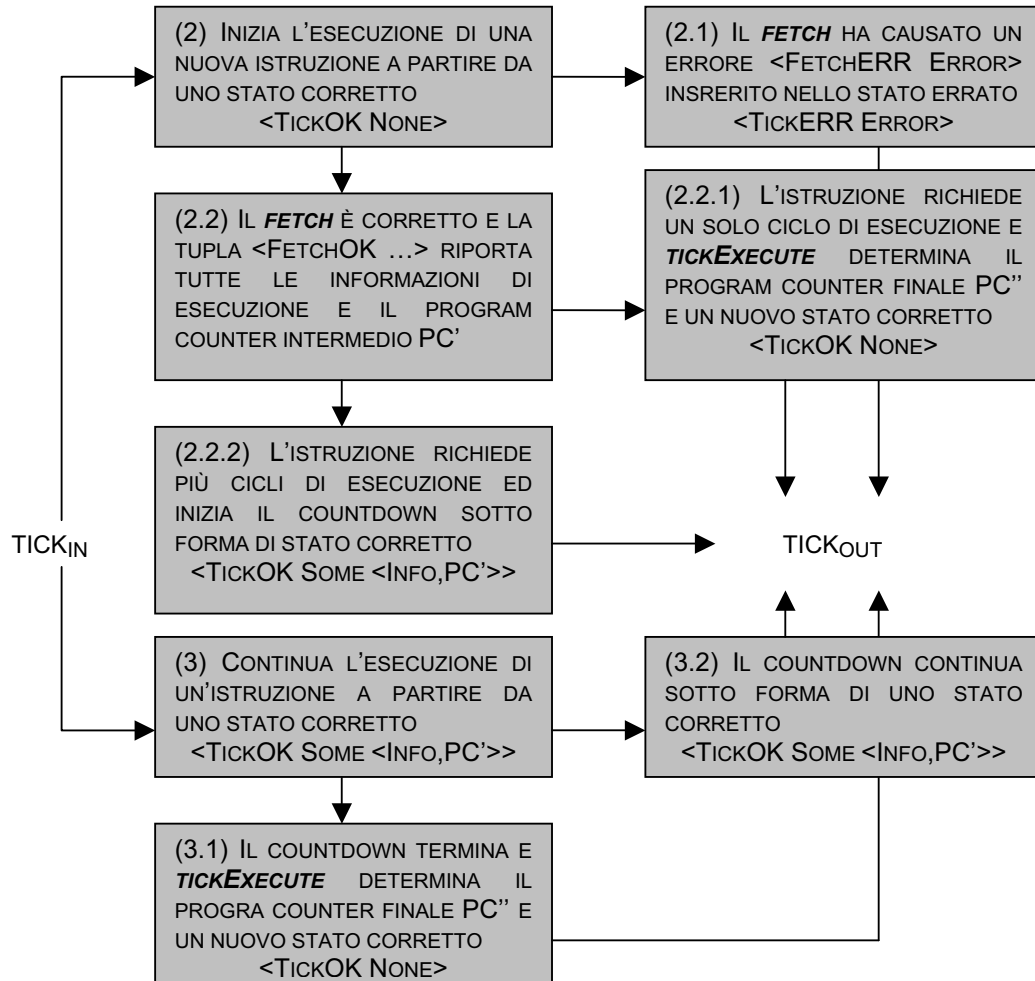 (2) Inizia l'esecuzione di una
nuova istruzione a partire da
uno stato corretto
<TickOK None>
(2.1) Il fetch ha causato un
errore <FetchERR Error>
insrerito nello stato errato
<TickERR Error>
(2.2) Il fetch è corretto e la
tupla <FetchOK …> riporta
tutte le informazioni di
esecuzione e il program
counter intermedio PC'
(2.2.1) L'istruzione richiede
un solo ciclo di esecuzione e
tickExecute determina il
program counter finale PC''
e un nuovo stato corretto
<TickOK None>
(2.2.2) L'istruzione richiede
più cicli di esecuzione ed
inizia il countdown sotto
forma di stato corretto
<TickOK Some <Info,PC'>>
TICKIN
TICKOUT
(3) Continua l'esecuzione di
un'istruzione a partire da
uno stato corretto
<TickOK Some <Info,PC'>>
(3.2) Il countdown continua
sotto forma di uno stato
corretto
<TickOK Some <Info,PC'>>
(3.1) Il countdown termina e
tickExecute determina il
progra counter finale PC'' e
un nuovo stato corretto
<TickOK None>